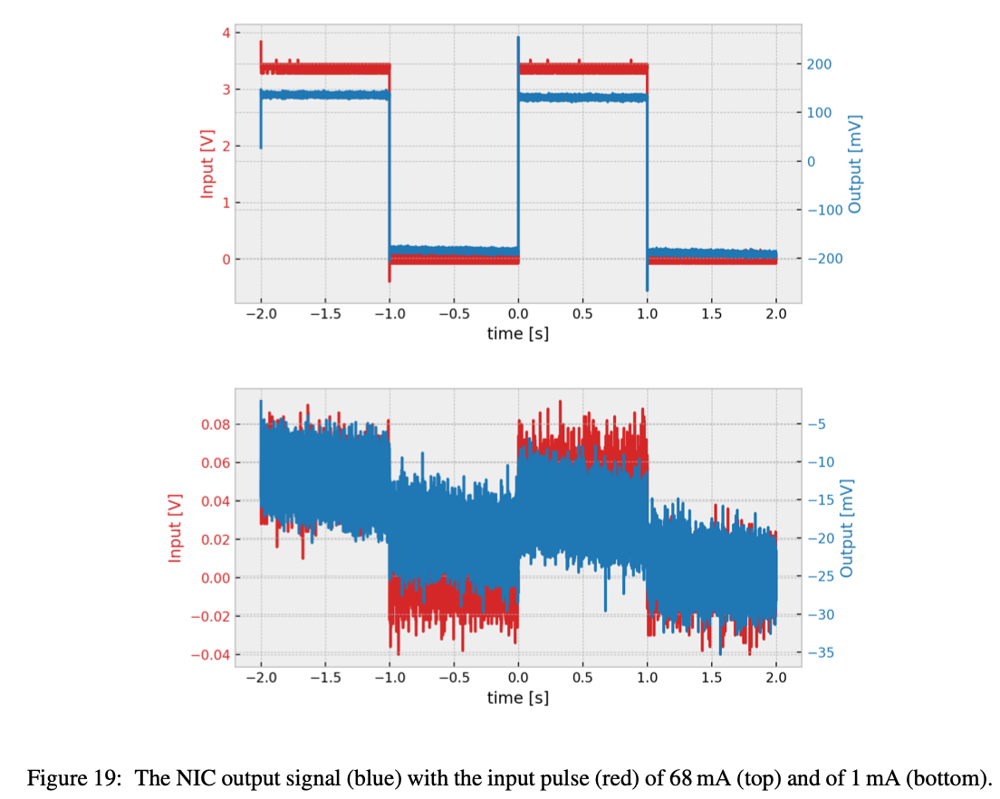 4
3
2
1
0
Input [V]
200
100
0
−100
−200
Output [mV]
−2.0 −1.5 −1.0 −0.5 0.0 0.5 1.0 1.5 2.0
time [s]
0.08
0.06
0.04
0.02
0.00
−0.02
−0.04
Input [V]
−5
−10
−15
−20
−25
−30
−35
Output [mV]
−2.0 −1.5 −1.0 −0.5 0.0 0.5 1.0 1.5 2.0
time [s]
Figure 19: The NIC output signal (blue) with the input pulse (red) of 68 mA (top) and of 1 mA (bottom).